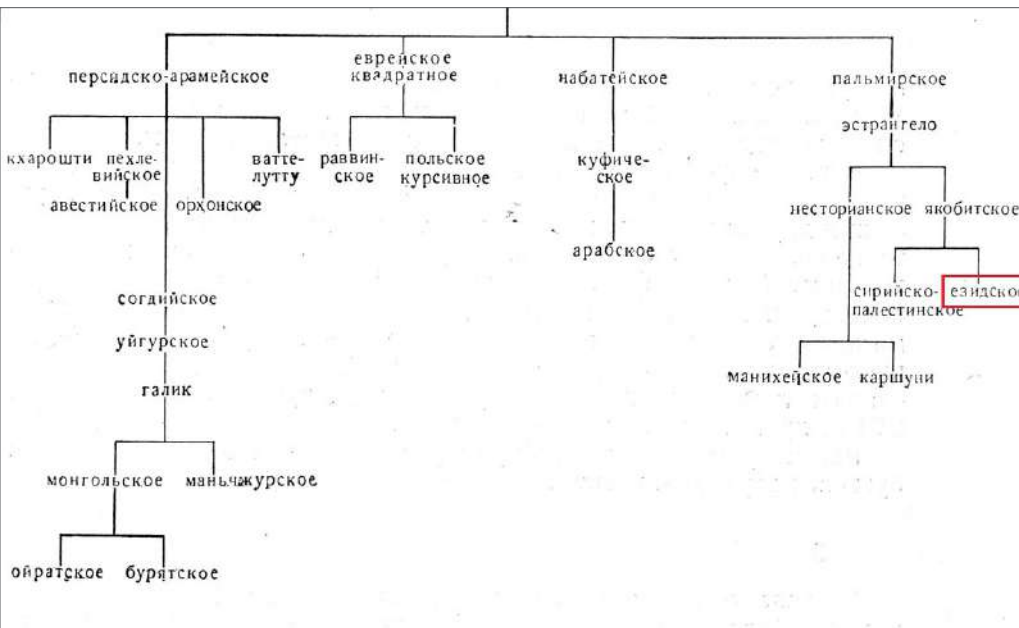 персидско-арамейское
еврейское
квадратное
набатейское
пальмирское
эстрангело
кхарошти
пехле-
вийское
ватте-
лутту
раввин-
ское
польское
курсивное
куфиче-
ское
авестийское
орхонское
несторианское
якобитское
арабское
согдийское
сирийско-
палестинское
езидское
уйгурское
манихейское
каршуни
галик
монгольское
маньчжурское
ойратское
бурятское